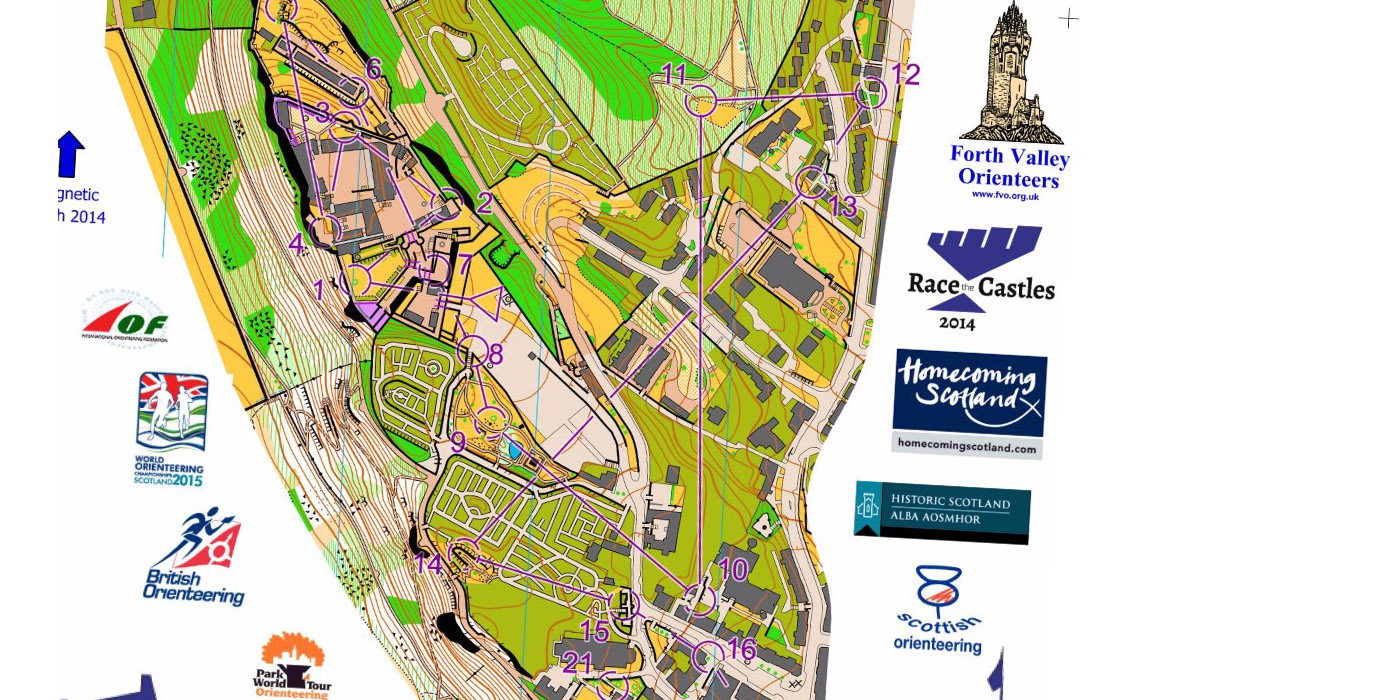 6
11
12
3
2
13
4
7
1
8
9
14
10
15
16
21
gnetic
h 2014
IOF
INTERNATIONAL ORIENTEERING FEDERATION
WORLD
ORIENTEERING
CHAMPIONSHIPS
SCOTLAND2015
British
Orienteering
Park
World Tour
Orienteering
Forth Valley
Orienteers
www.fvo.org.uk
Race the Castles
2014
Homecoming
Scotland
homecomingscotland.com
HISTORIC SCOTLAND
ALBA AOSMHOR
scottish
orienteering